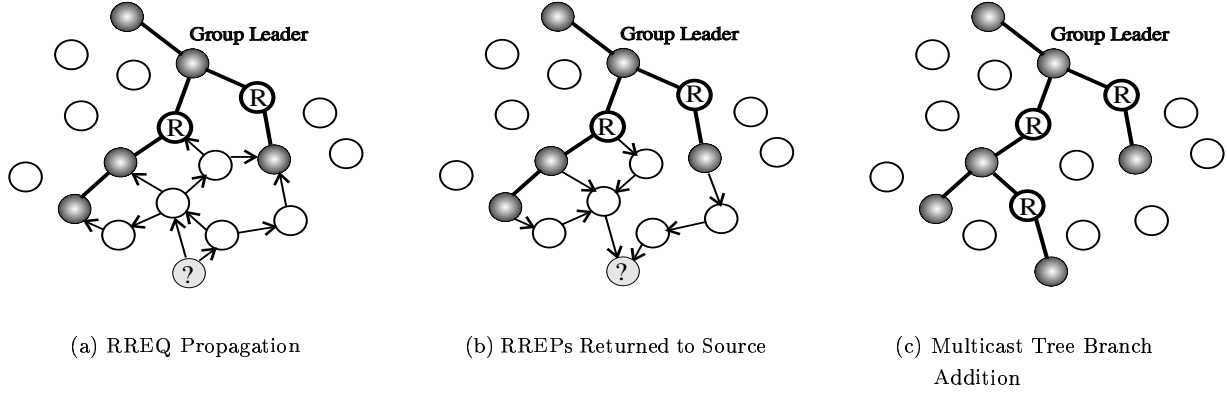 Group Leader
R
R
?
(a) RREQ Propagation
Group Leader
R
R
?
(b) RREPs Returned to Source
Group Leader
R
R
R
(c) Multicast Tree Branch
Addition